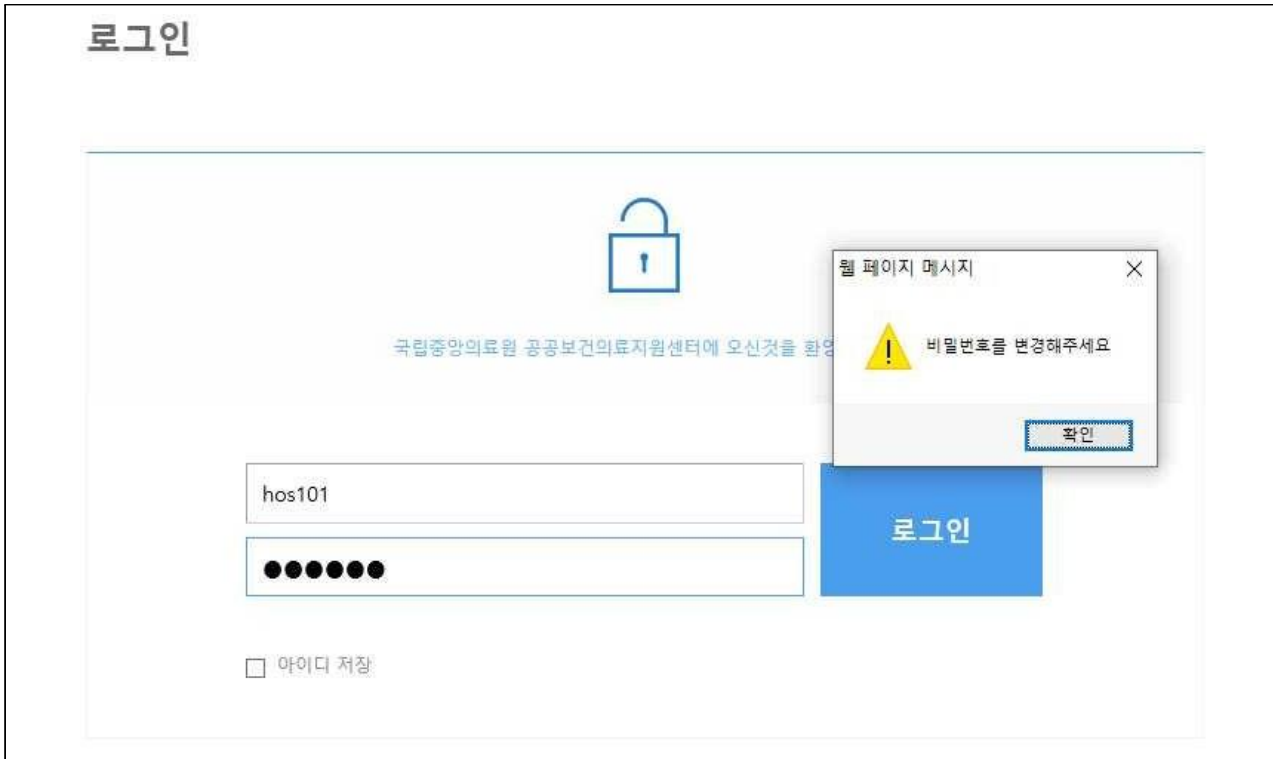 로그인
웹 페이지 메시지
국립중앙의료원 공공보건의료지원센터에 오신것을
비밀번호를 변경해주세요
확인
hos101
로그인
●●●●●●
아이디 저장